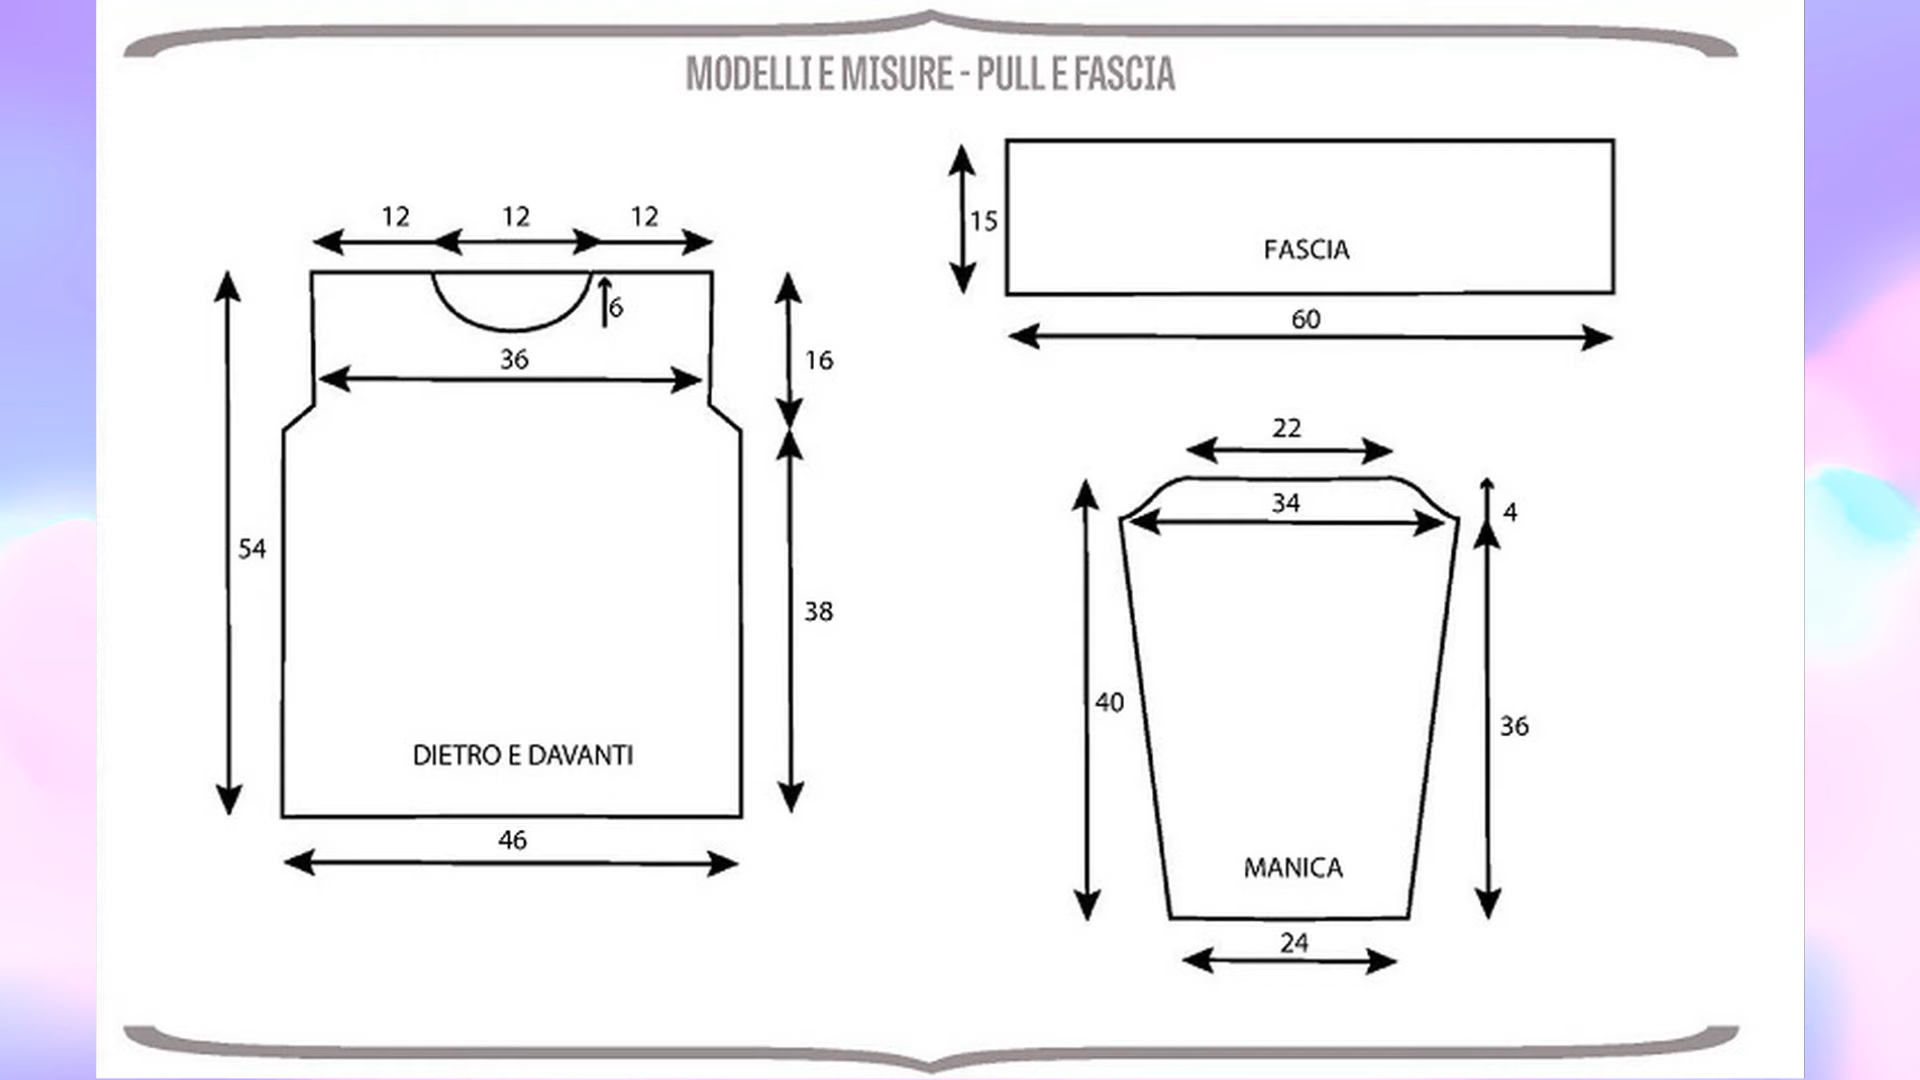 MODELLI E MISURE - PULL E FASCIA
12 12 12
6
36
16
54
38
DIETRO E DAVANTI
46
15
FASCIA
60
22
34
4
40
36
MANICA
24